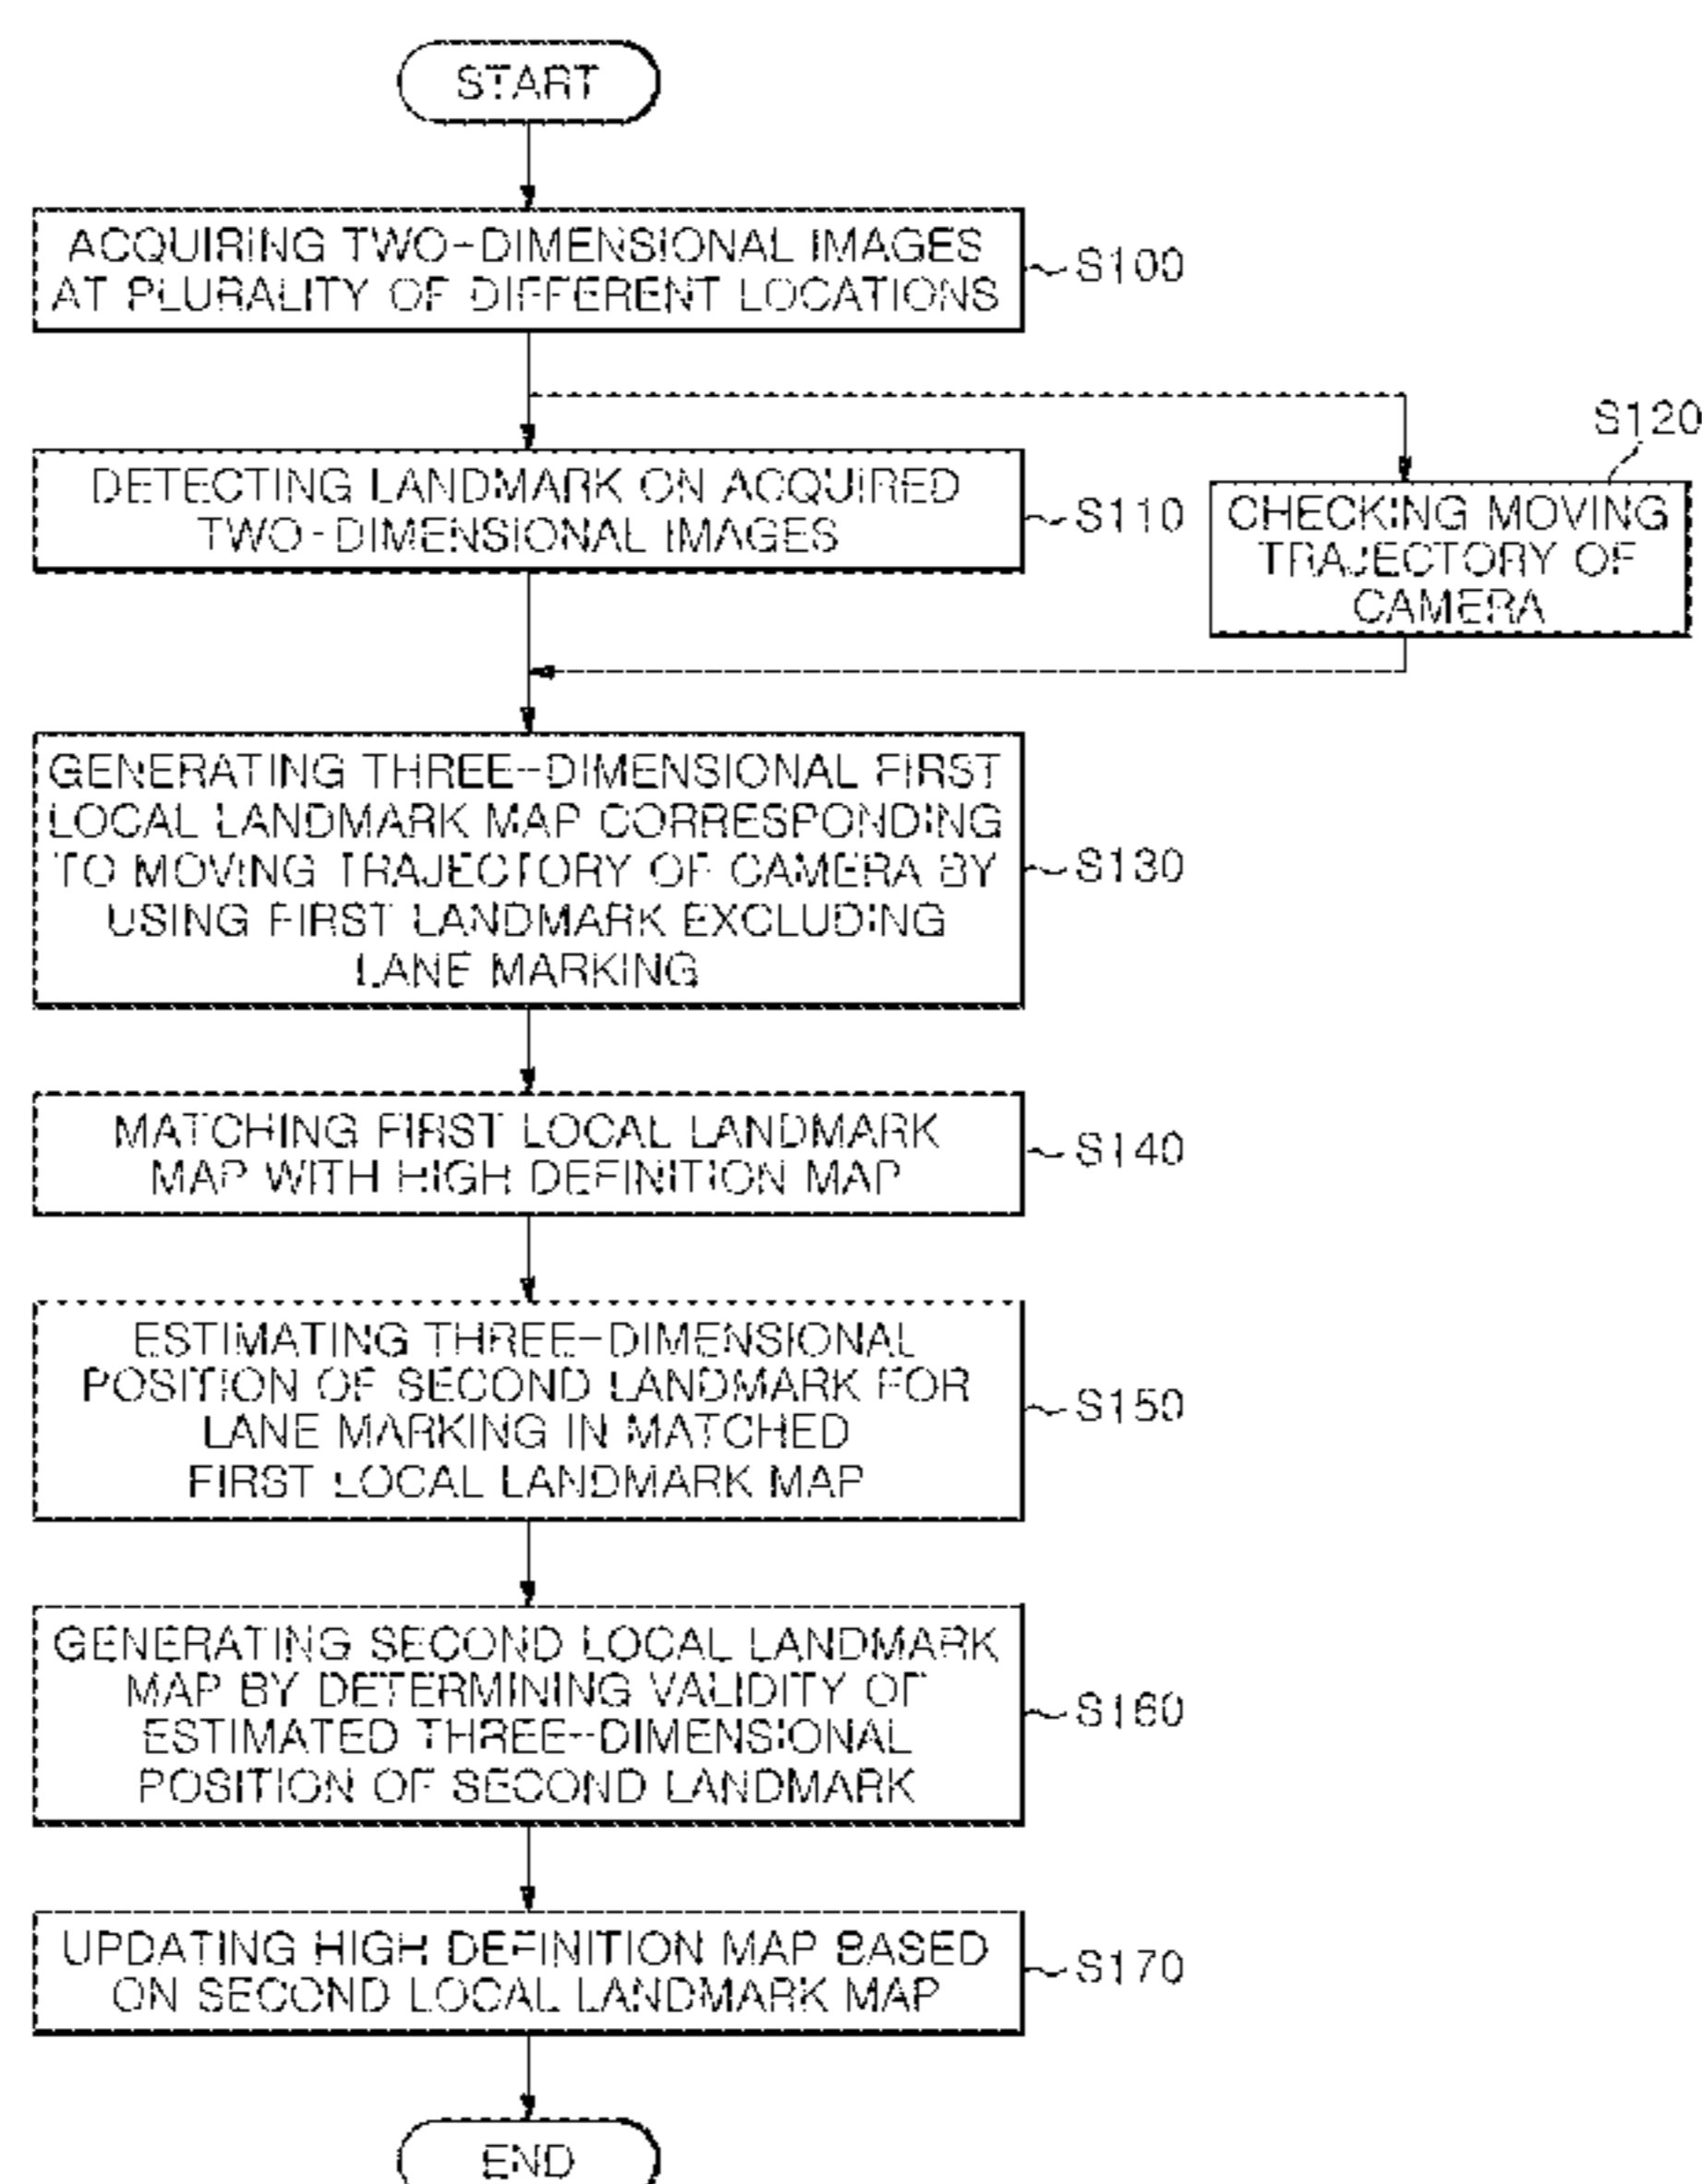 START
ACQUIRING TWO-DIMENSIONAL IMAGES
AT PLURALITY OF DIFFERENT LOCATIONS
S100
S120
DETECTING LANDMARK ON ACQUIRED
TWO-DIMENSIONAL IMAGES
S110
CHECKING MOVING
TRAJECTORY OF
CAMERA
GENERATING THREE-DIMENSIONAL FIRST
LOCAL LANDMARK MAP CORRESPONDING
TO MOVING TRAJECTORY OF CAMERA BY
USING FIRST LANDMARK EXCLUDING
LANE MARKING
S130
MATCHING FIRST LOCAL LANDMARK
MAP WITH HIGH DEFINITION MAP
S140
ESTIMATING THREE-DIMENSIONAL
POSITION OF SECOND LANDMARK FOR
LANE MARKING IN MATCHED
FIRST LOCAL LANDMARK MAP
S150
GENERATING SECOND LOCAL LANDMARK
MAP BY DETERMINING VALIDITY OF
ESTIMATED THREE-DIMENSIONAL
POSITION OF SECOND LANDMARK
S160
UPDATING HIGH DEFINITION MAP BASED
ON SECOND LOCAL LANDMARK MAP
S170
END